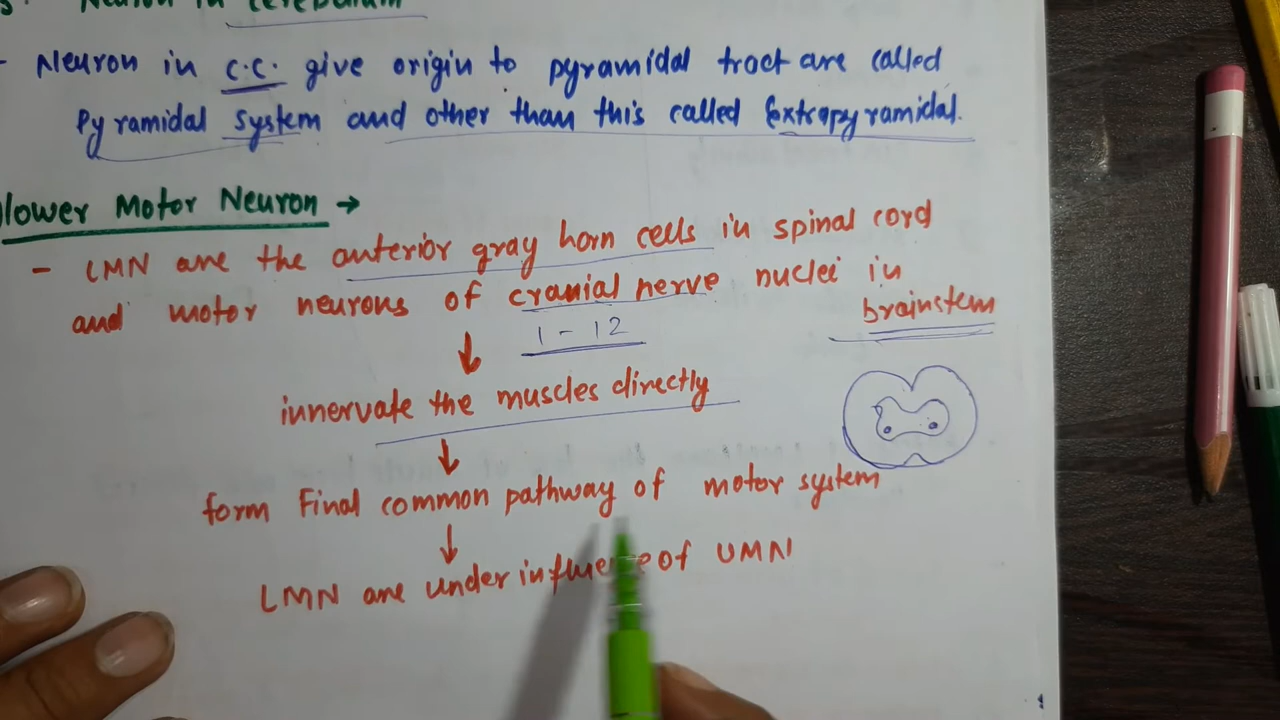 Neuron in cerebellum
- Neuron in c.c. give origin to pyramidal tract are called
Pyramidal system and other than this called Extrapyramidal.
lower Motor Neuron →
- LMN are the anterior gray horn cells in spinal cord
and motor neurons of cranial nerve nuclei in
brainstem
1 - 12
↓
innervate the muscles directly
↓
form Final common pathway of motor system
↓
LMN are under influence of UMN